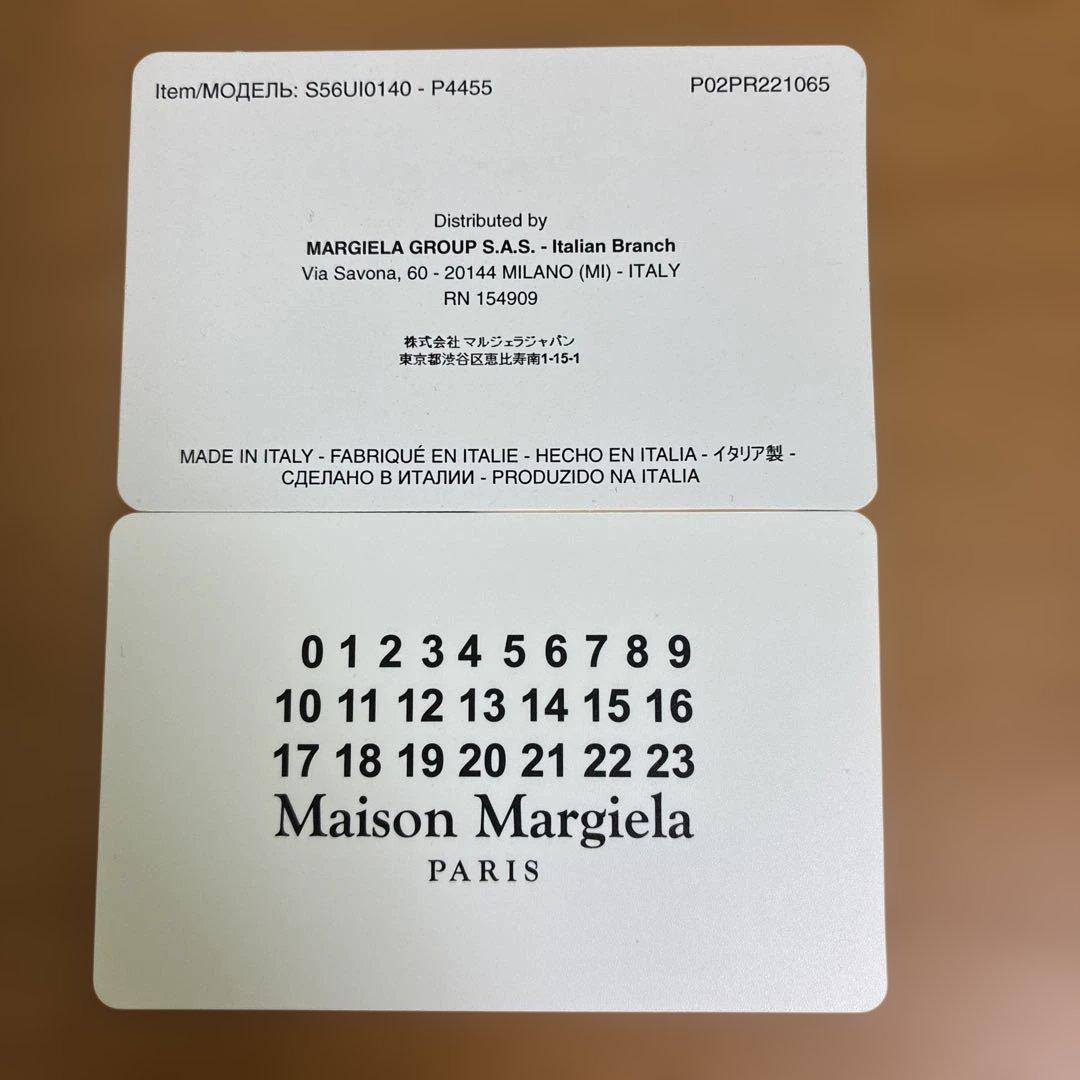 Item/МОДЕЛЬ: S56UI0140 - P4455
P02PR221065
Distributed by
MARGIELA GROUP S.A.S. - Italian Branch
Via Savona, 60 - 20144 MILANO (MI) - ITALY
RN 154909
株式会社 マルジェラジャパン
東京都渋谷区恵比寿南1-15-1
MADE IN ITALY - FABRIQUÉ EN ITALIE - HECHO EN ITALIA - イタリア製 -
СДЕЛАНО В ИТАЛИИ - PRODUZIDO NA ITALIA
0 1 2 3 4 5 6 7 8 9
10 11 12 13 14 15 16
17 18 19 20 21 22 23
Maison Margiela
PARIS